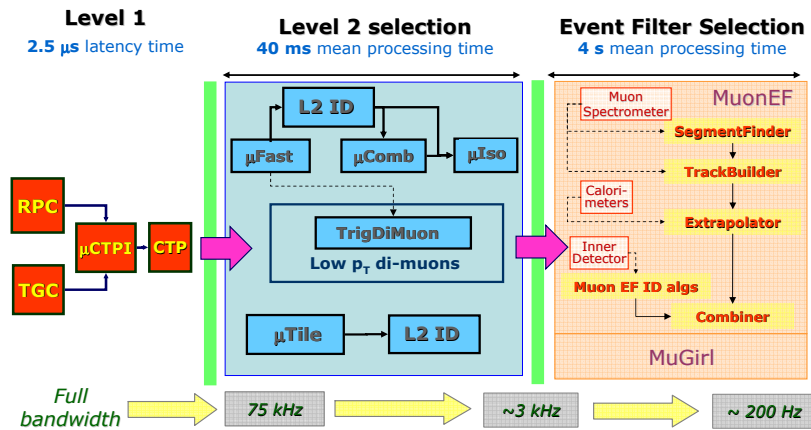 Level 1
2.5 μs latency time
Level 2 selection
40 ms mean processing time
Event Filter Selection
4 s mean processing time
RPC
TGC
μCTPI
CTP
L2 ID
μFast
μComb
μIso
TrigDiMuon
Low pT di-muons
μTile
L2 ID
MuonEF
Muon
Spectrometer
SegmentFinder
TrackBuilder
Calori-
meters
Extrapolator
Inner
Detector
Muon EF ID algs
Combiner
MuGirl
Full
bandwidth
75 kHz
~3 kHz
~ 200 Hz